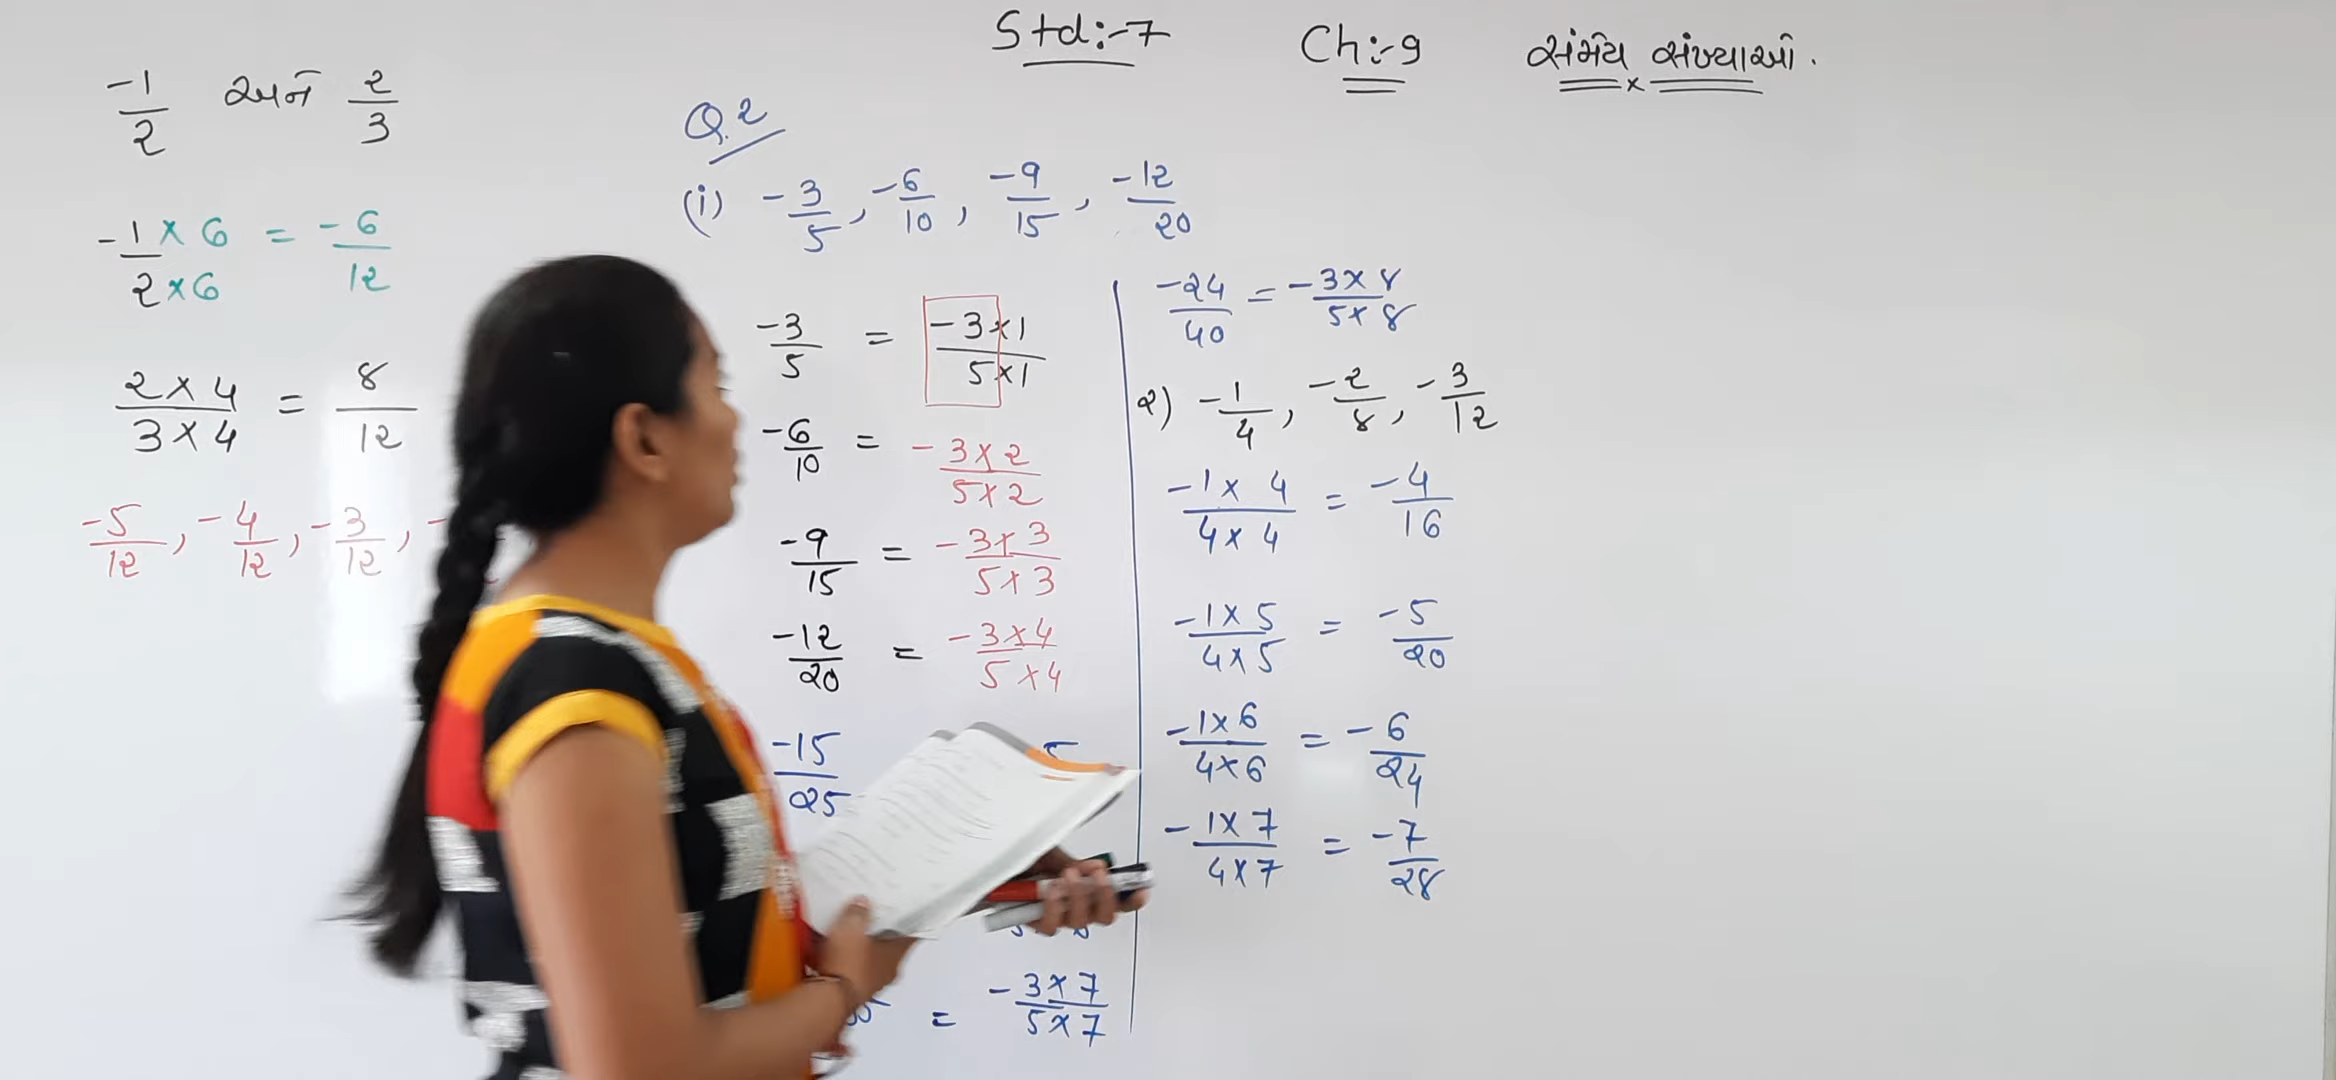 Std:-7 Ch:-9 સંમેય સંખ્યાઓ.
-1/2 અને 2/3
-1×6/2×6 = -6/12
2×4/3×4 = 8/12
-5/12, -4/12, -3/12, -
Q.2
(i) -3/5, -6/10, -9/15, -12/20
-3/5 = -3×1/5×1
-6/10 = -3×2/5×2
-9/15 = -3×3/5×3
-12/20 = -3×4/5×4
-15/25
= -3×7/5×7
-24/40 = -3×8/5×8
૨) -1/4, -2/8, -3/12
-1×4/4×4 = -4/16
-1×5/4×5 = -5/20
-1×6/4×6 = -6/24
-1×7/4×7 = -7/28